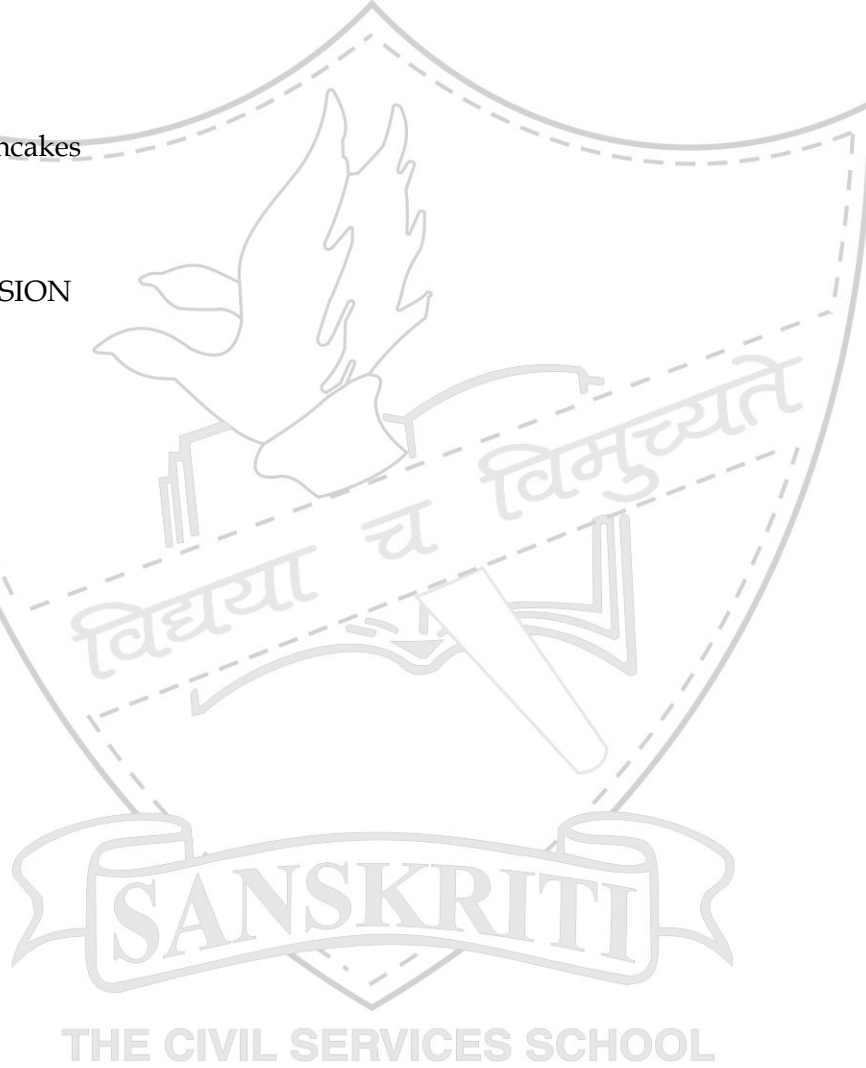 ncakes
SION
विद्यया च विमुच्यते
SANSKRITI
THE CIVIL SERVICES SCHOOL